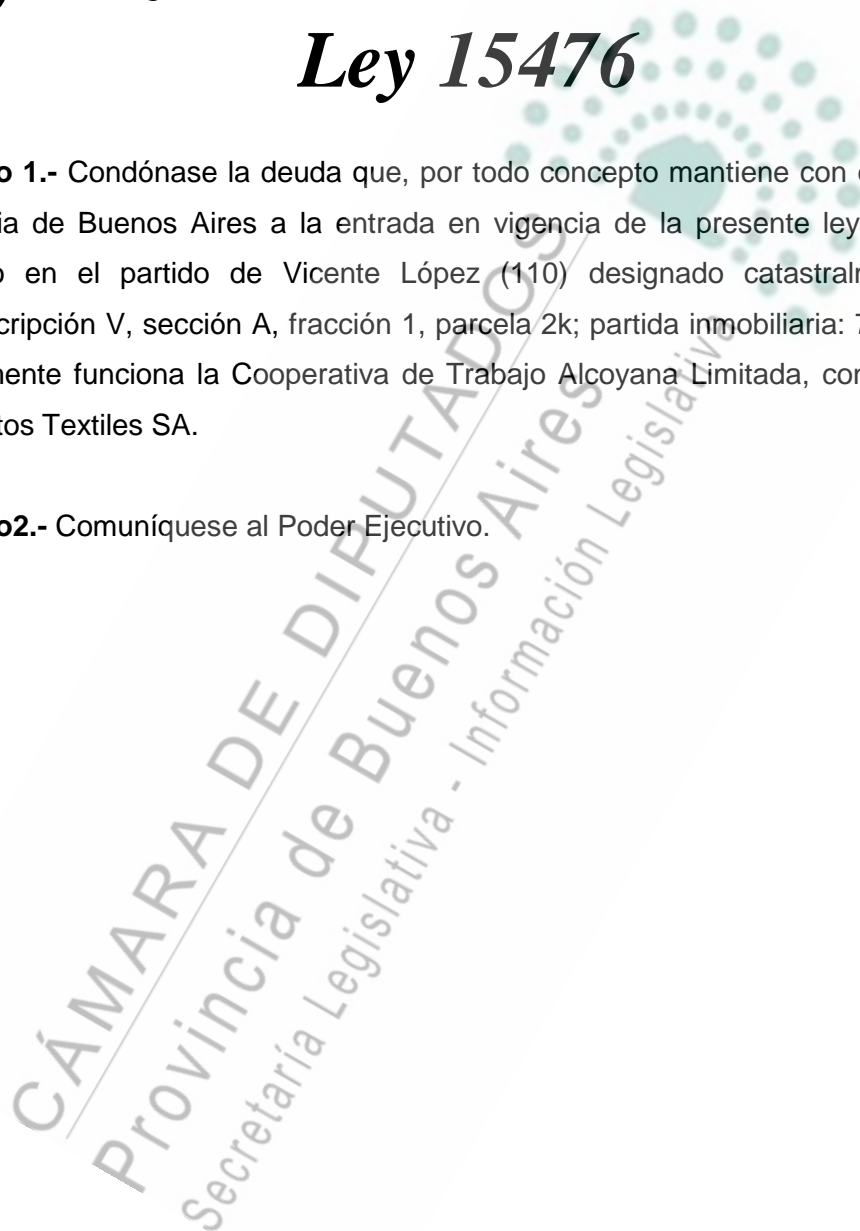 Ley 15476
o 1.- Condónase la deuda que, por todo concepto mantiene con
ia de Buenos Aires a la entrada en vigencia de la presente ley
o en el partido de Vicente López (110) designado catastral
cripción V, sección A, fracción 1, parcela 2k; partida inmobiliaria: 7
mente funciona la Cooperativa de Trabajo Alcoyana Limitada, con
tos Textiles SA.
o2.- Comuníquese al Poder Ejecutivo.
CÁMARA DE DIPUTADOS
Provincia de Buenos Aires
Secretaría Legislativa - Información Legislativa